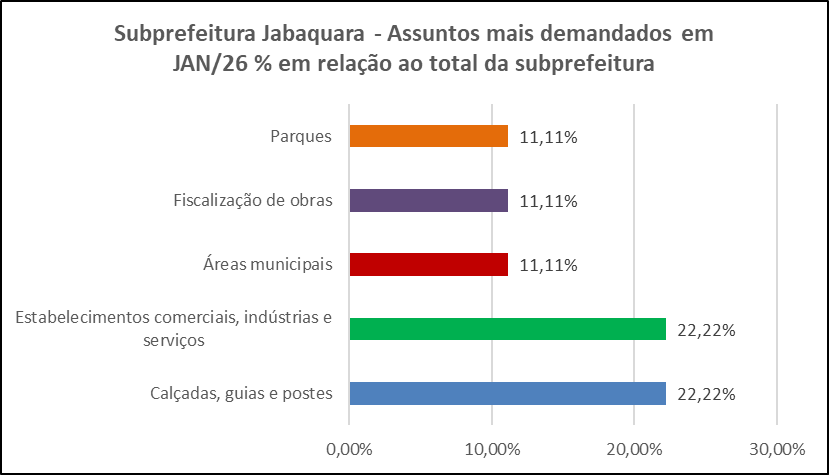 Subprefeitura Jabaquara - Assuntos mais demandados em
JAN/26 % em relação ao total da subprefeitura
Parques
11,11%
Fiscalização de obras
11,11%
Áreas municipais
11,11%
Estabelecimentos comerciais, indústrias e
serviços
22,22%
Calçadas, guias e postes
22,22%
0,00%
10,00%
20,00%
30,00%